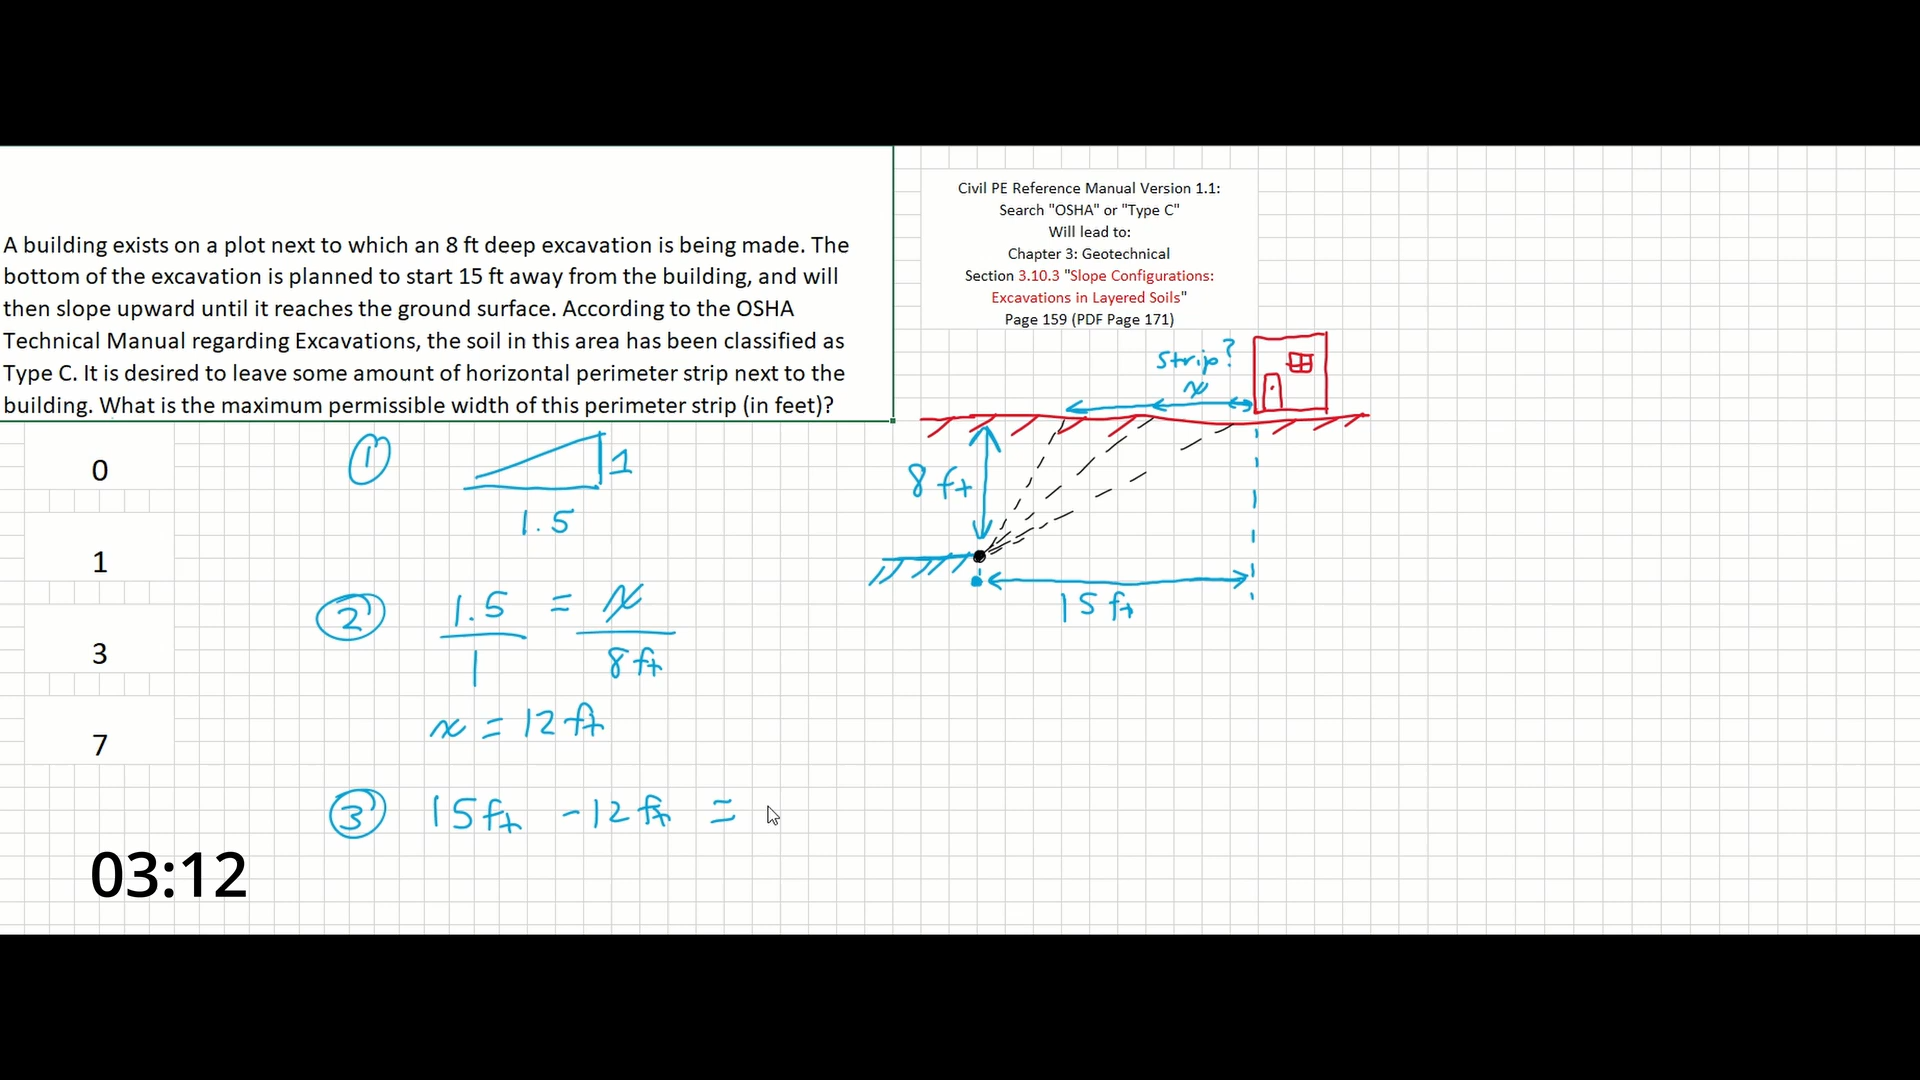 A building exists on a plot next to which an 8 ft deep excavation is being made. The
bottom of the excavation is planned to start 15 ft away from the building, and will
then slope upward until it reaches the ground surface. According to the OSHA
Technical Manual regarding Excavations, the soil in this area has been classified as
Type C. It is desired to leave some amount of horizontal perimeter strip next to the
building. What is the maximum permissible width of this perimeter strip (in feet)?
0
1
3
7
03:12
① 1
1.5
② 1.5 = x
1 8 ft
x = 12 ft
③ 15 ft - 12 ft =
Civil PE Reference Manual Version 1.1:
Search "OSHA" or "Type C"
Will lead to:
Chapter 3: Geotechnical
Section 3.10.3 "Slope Configurations:
Excavations in Layered Soils"
Page 159 (PDF Page 171)
Strip?
x
8 ft
15 ft